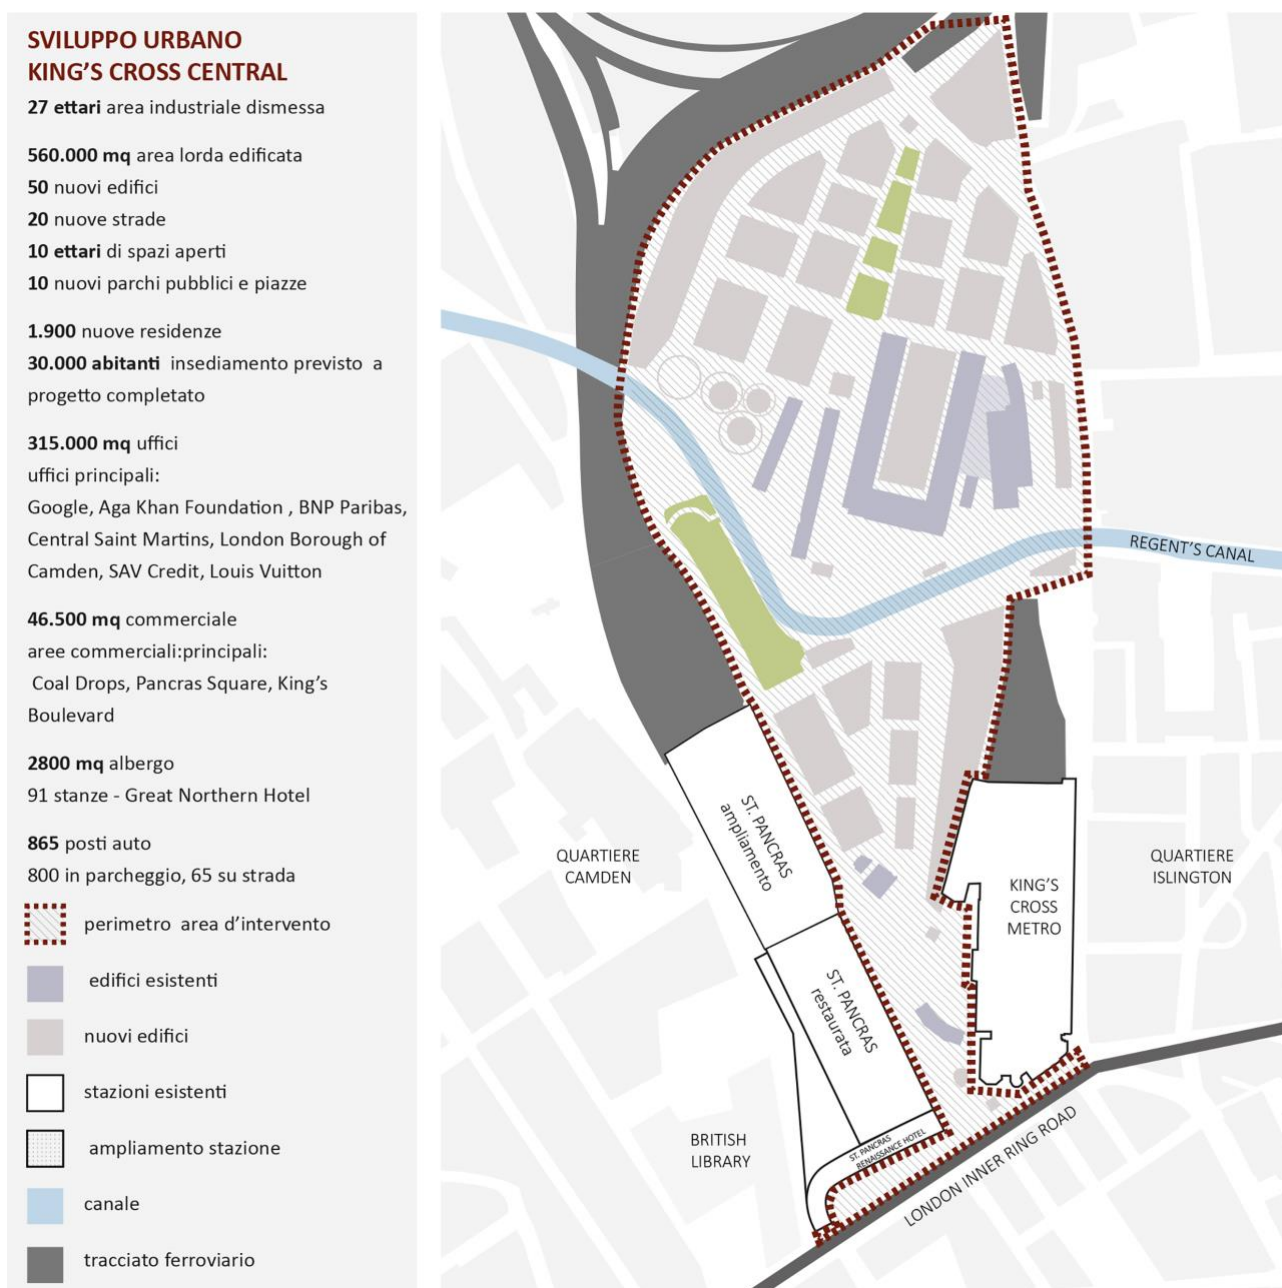 SVILUPPO URBANO
KING'S CROSS CENTRAL
27 ettari area industriale dismessa
560.000 mq area lorda edificata
50 nuovi edifici
20 nuove strade
10 ettari di spazi aperti
10 nuovi parchi pubblici e piazze
1.900 nuove residenze
30.000 abitanti insediamento previsto a
progetto completato
315.000 mq uffici
uffici principali:
Google, Aga Khan Foundation , BNP Paribas,
Central Saint Martins, London Borough of
Camden, SAV Credit, Louis Vuitton
46.500 mq commerciale
aree commerciali:principali:
Coal Drops, Pancras Square, King's
Boulevard
2800 mq albergo
91 stanze - Great Northern Hotel
865 posti auto
800 in parcheggio, 65 su strada
perimetro area d'intervento
edifici esistenti
nuovi edifici
stazioni esistenti
ampliamento stazione
canale
tracciato ferroviario
REGENT'S CANAL
ST. PANCRAS
ampliamento
QUARTIERE
CAMDEN
QUARTIERE
ISLINGTON
KING'S
CROSS
METRO
ST. PANCRAS
restaurata
BRITISH
LIBRARY
ST. PANCRAS
RENAISSANCE HOTEL
LONDON INNER RING ROAD